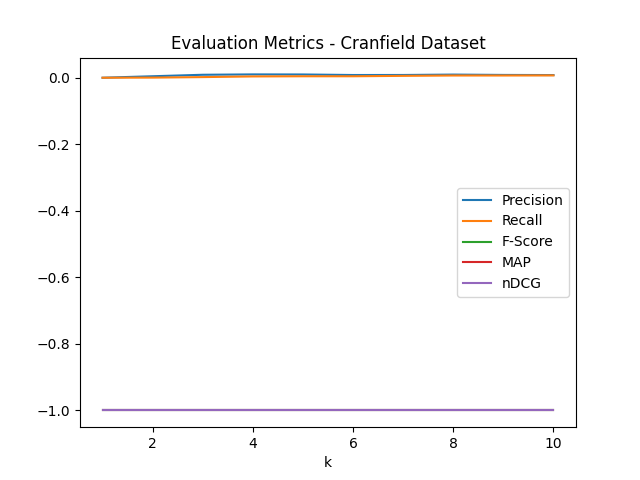 Evaluation Metrics - Cranfield Dataset
0.0
−0.2
−0.4
−0.6
−0.8
−1.0
Precision
Recall
F-Score
MAP
nDCG
2 4 6 8 10
k